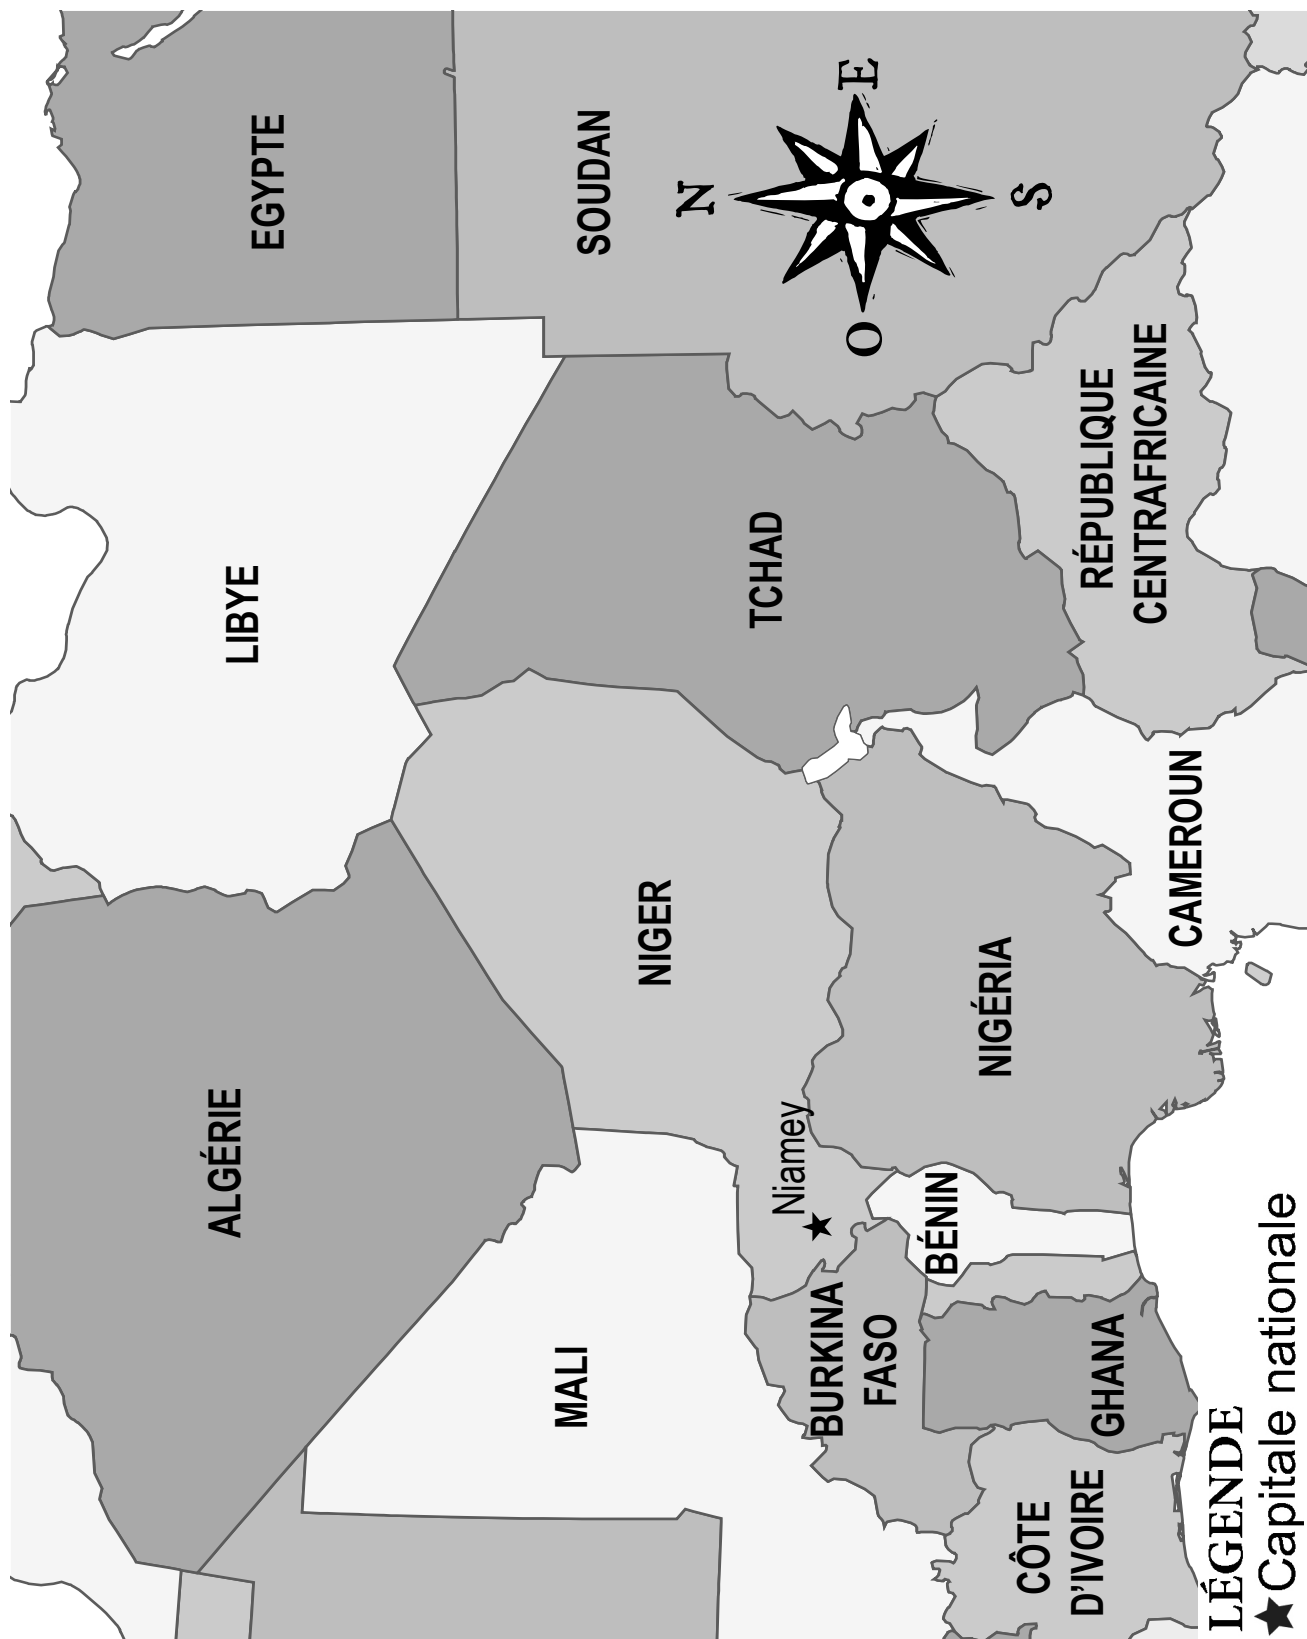 ALGÉRIE
LIBYE
EGYPTE
MALI
NIGER
TCHAD
SOUDAN
N
O
E
S
Niamey
BURKINA
FASO
BÉNIN
NIGÉRIA
CÔTE
D'IVOIRE
GHANA
CAMEROUN
RÉPUBLIQUE
CENTRAFRICAINE
LÉGENDE
Capitale nationale